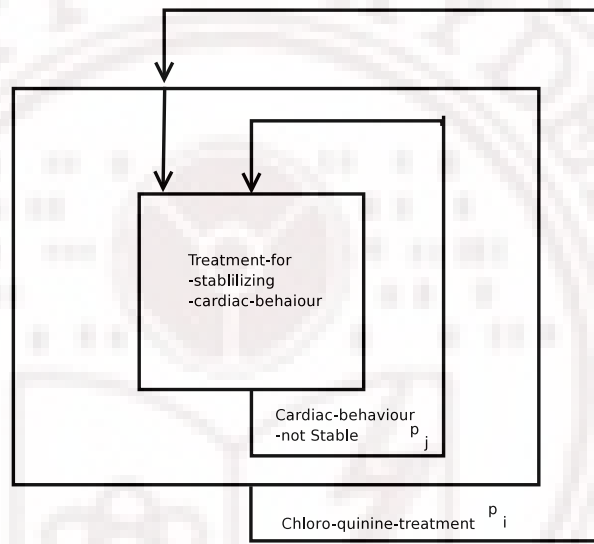 Treatment-for
-stablilizing
-cardiac-behaiour
Cardiac-behaviour
-not Stable p j
Chloro-quinine-treatment p i